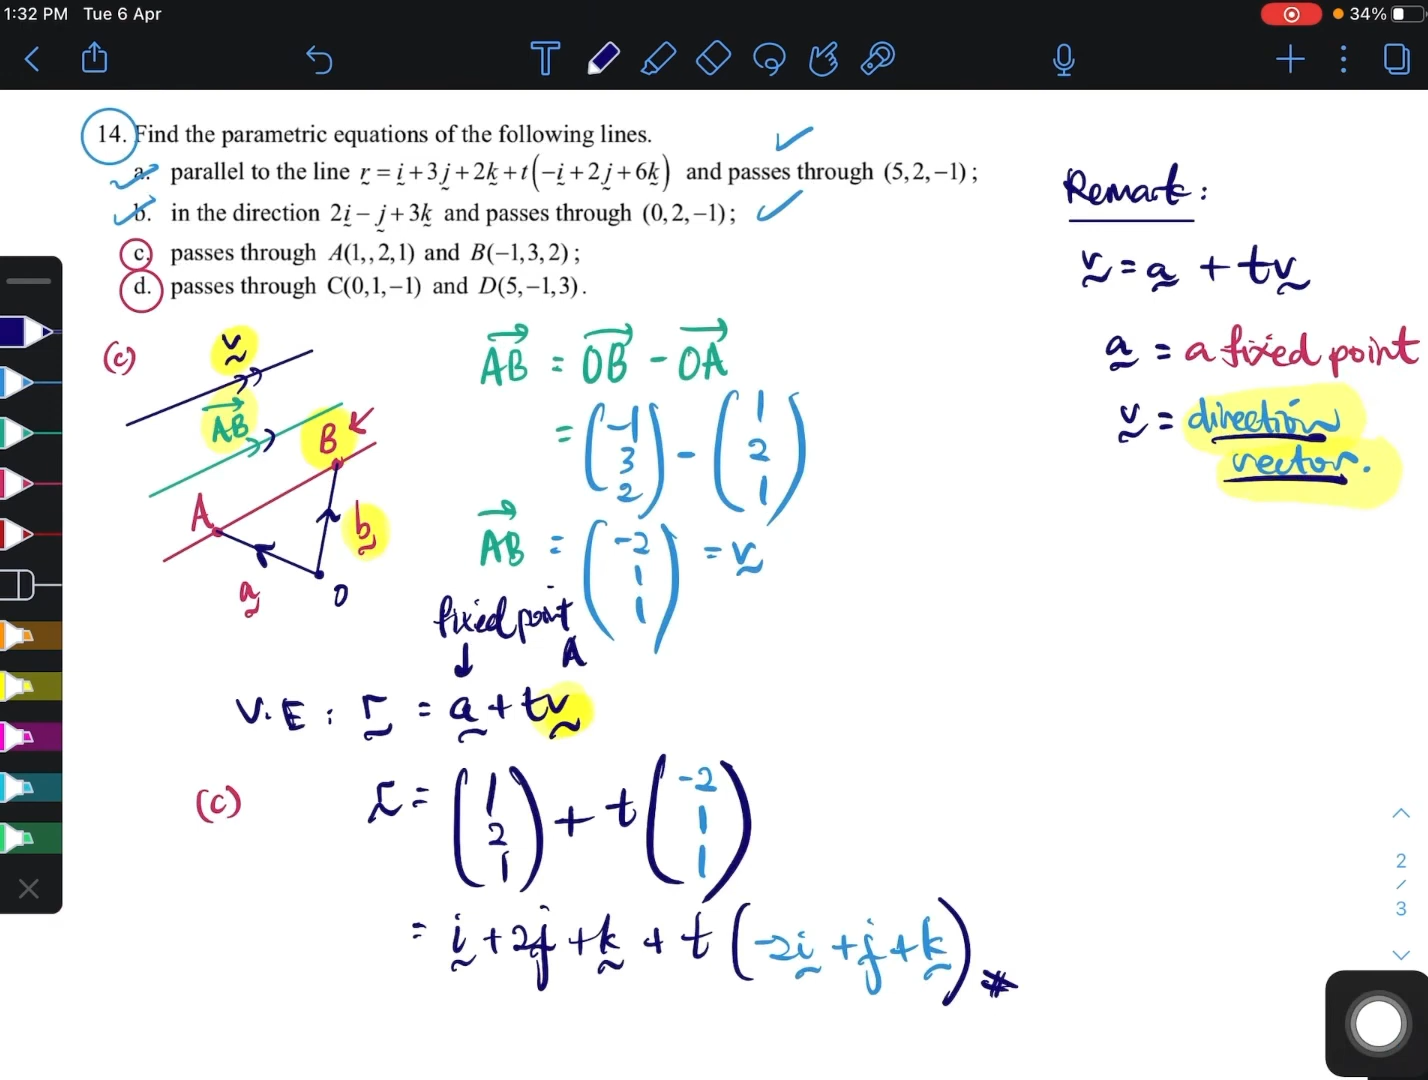 1:32 PM Tue 6 Apr 34%
14. Find the parametric equations of the following lines.
a. parallel to the line r = i + 3j + 2k + t(-i + 2j + 6k) and passes through (5, 2, -1);
b. in the direction 2i - j + 3k and passes through (0, 2, -1);
c. passes through A(1,, 2, 1) and B(-1, 3, 2);
d. passes through C(0, 1, -1) and D(5, -1, 3).
Remark:
r = a + tv
a = a fixed point
v = direction
vector.
(c)
v
AB
B
A
b
a
O
AB = OB - OA
= (-1 3 2) - (1 2 1)
AB = (-2 1 1) = v
fixed point
A
V.E : r = a + tv
(c) r = (1 2 1) + t(-2 1 1)
= i + 2j + k + t(-2i + j + k) #
2
/
3